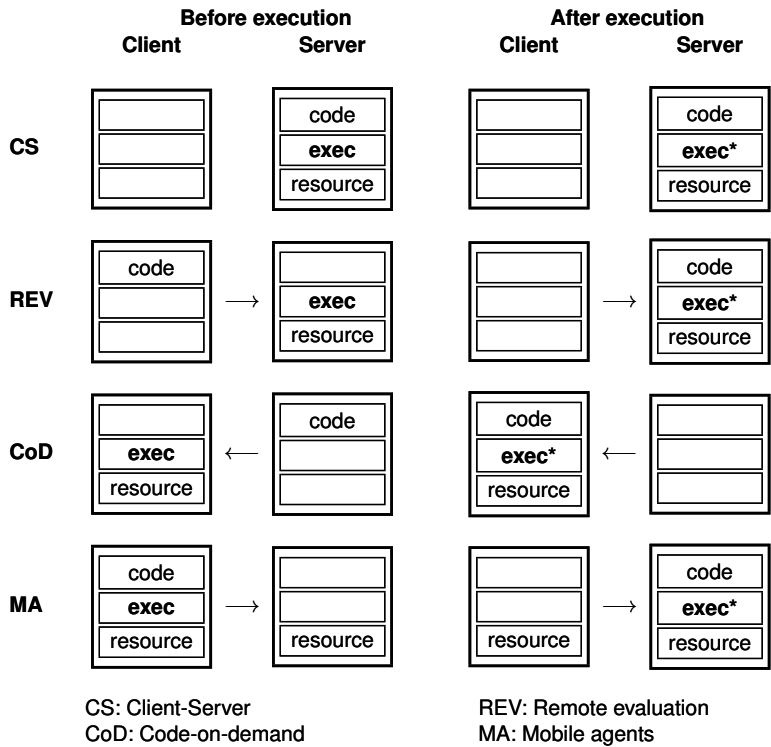 Before execution After execution
Client Server Client Server
code code
CS exec exec*
resource resource
code code
REV exec exec*
resource resource
code code
CoD exec exec*
resource resource
code code
MA exec exec*
resource resource resource resource
CS: Client-Server REV: Remote evaluation
CoD: Code-on-demand MA: Mobile agents